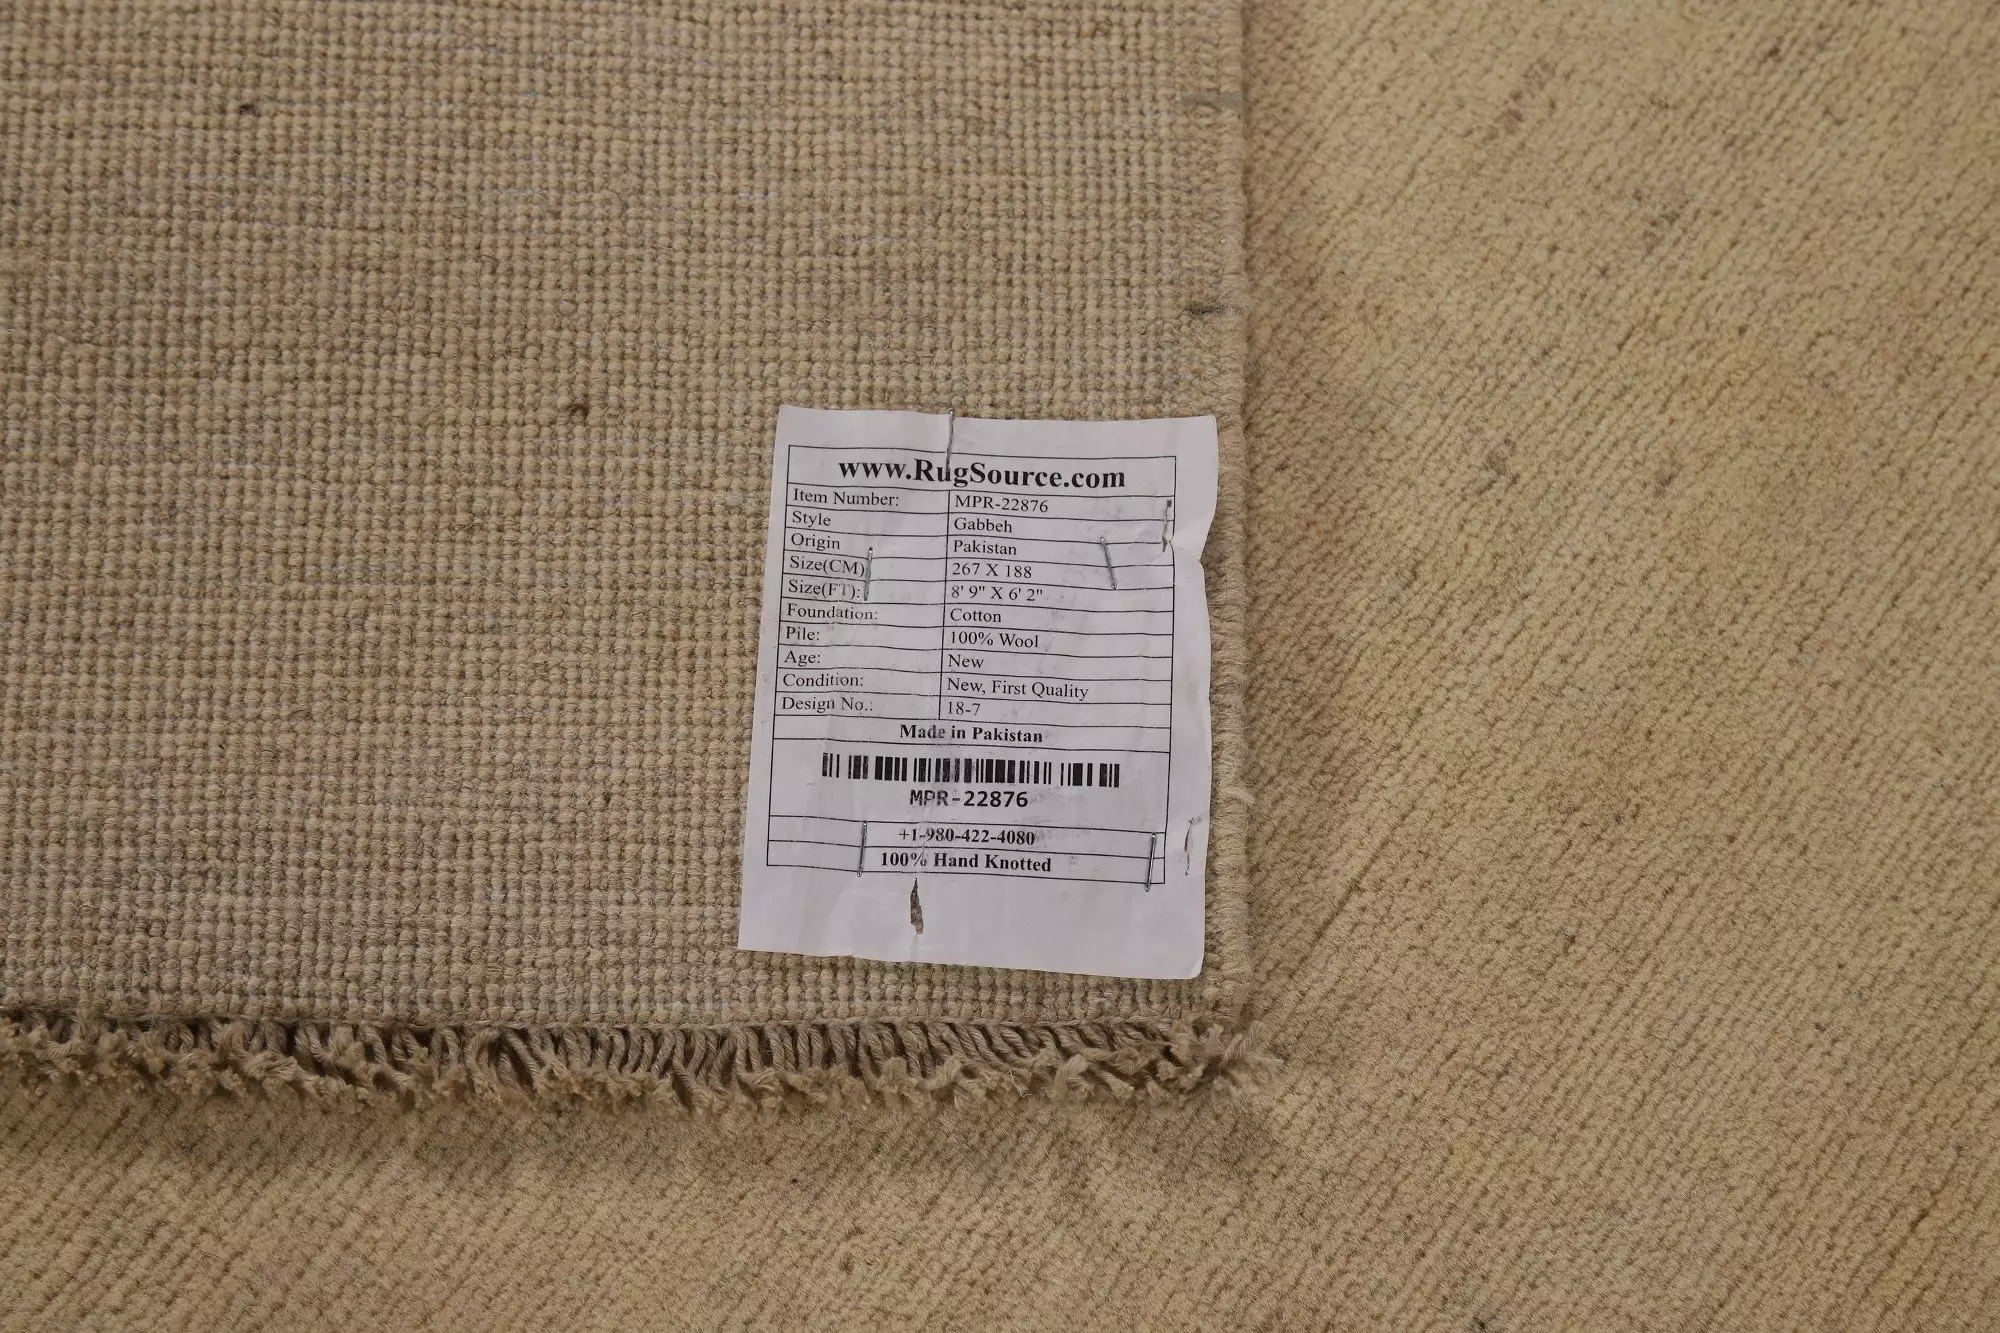 www.RugSource.com
Item Number: MPR-22876
Style Gabbeh
Origin Pakistan
Size(CM) 267 X 188
Size(FT): 8' 9" X 6' 2"
Foundation: Cotton
Pile: 100% Wool
Age: New
Condition: New, First Quality
Design No.: 18-7
Made in Pakistan
MPR-22876
+1-980-422-4080
100% Hand Knotted